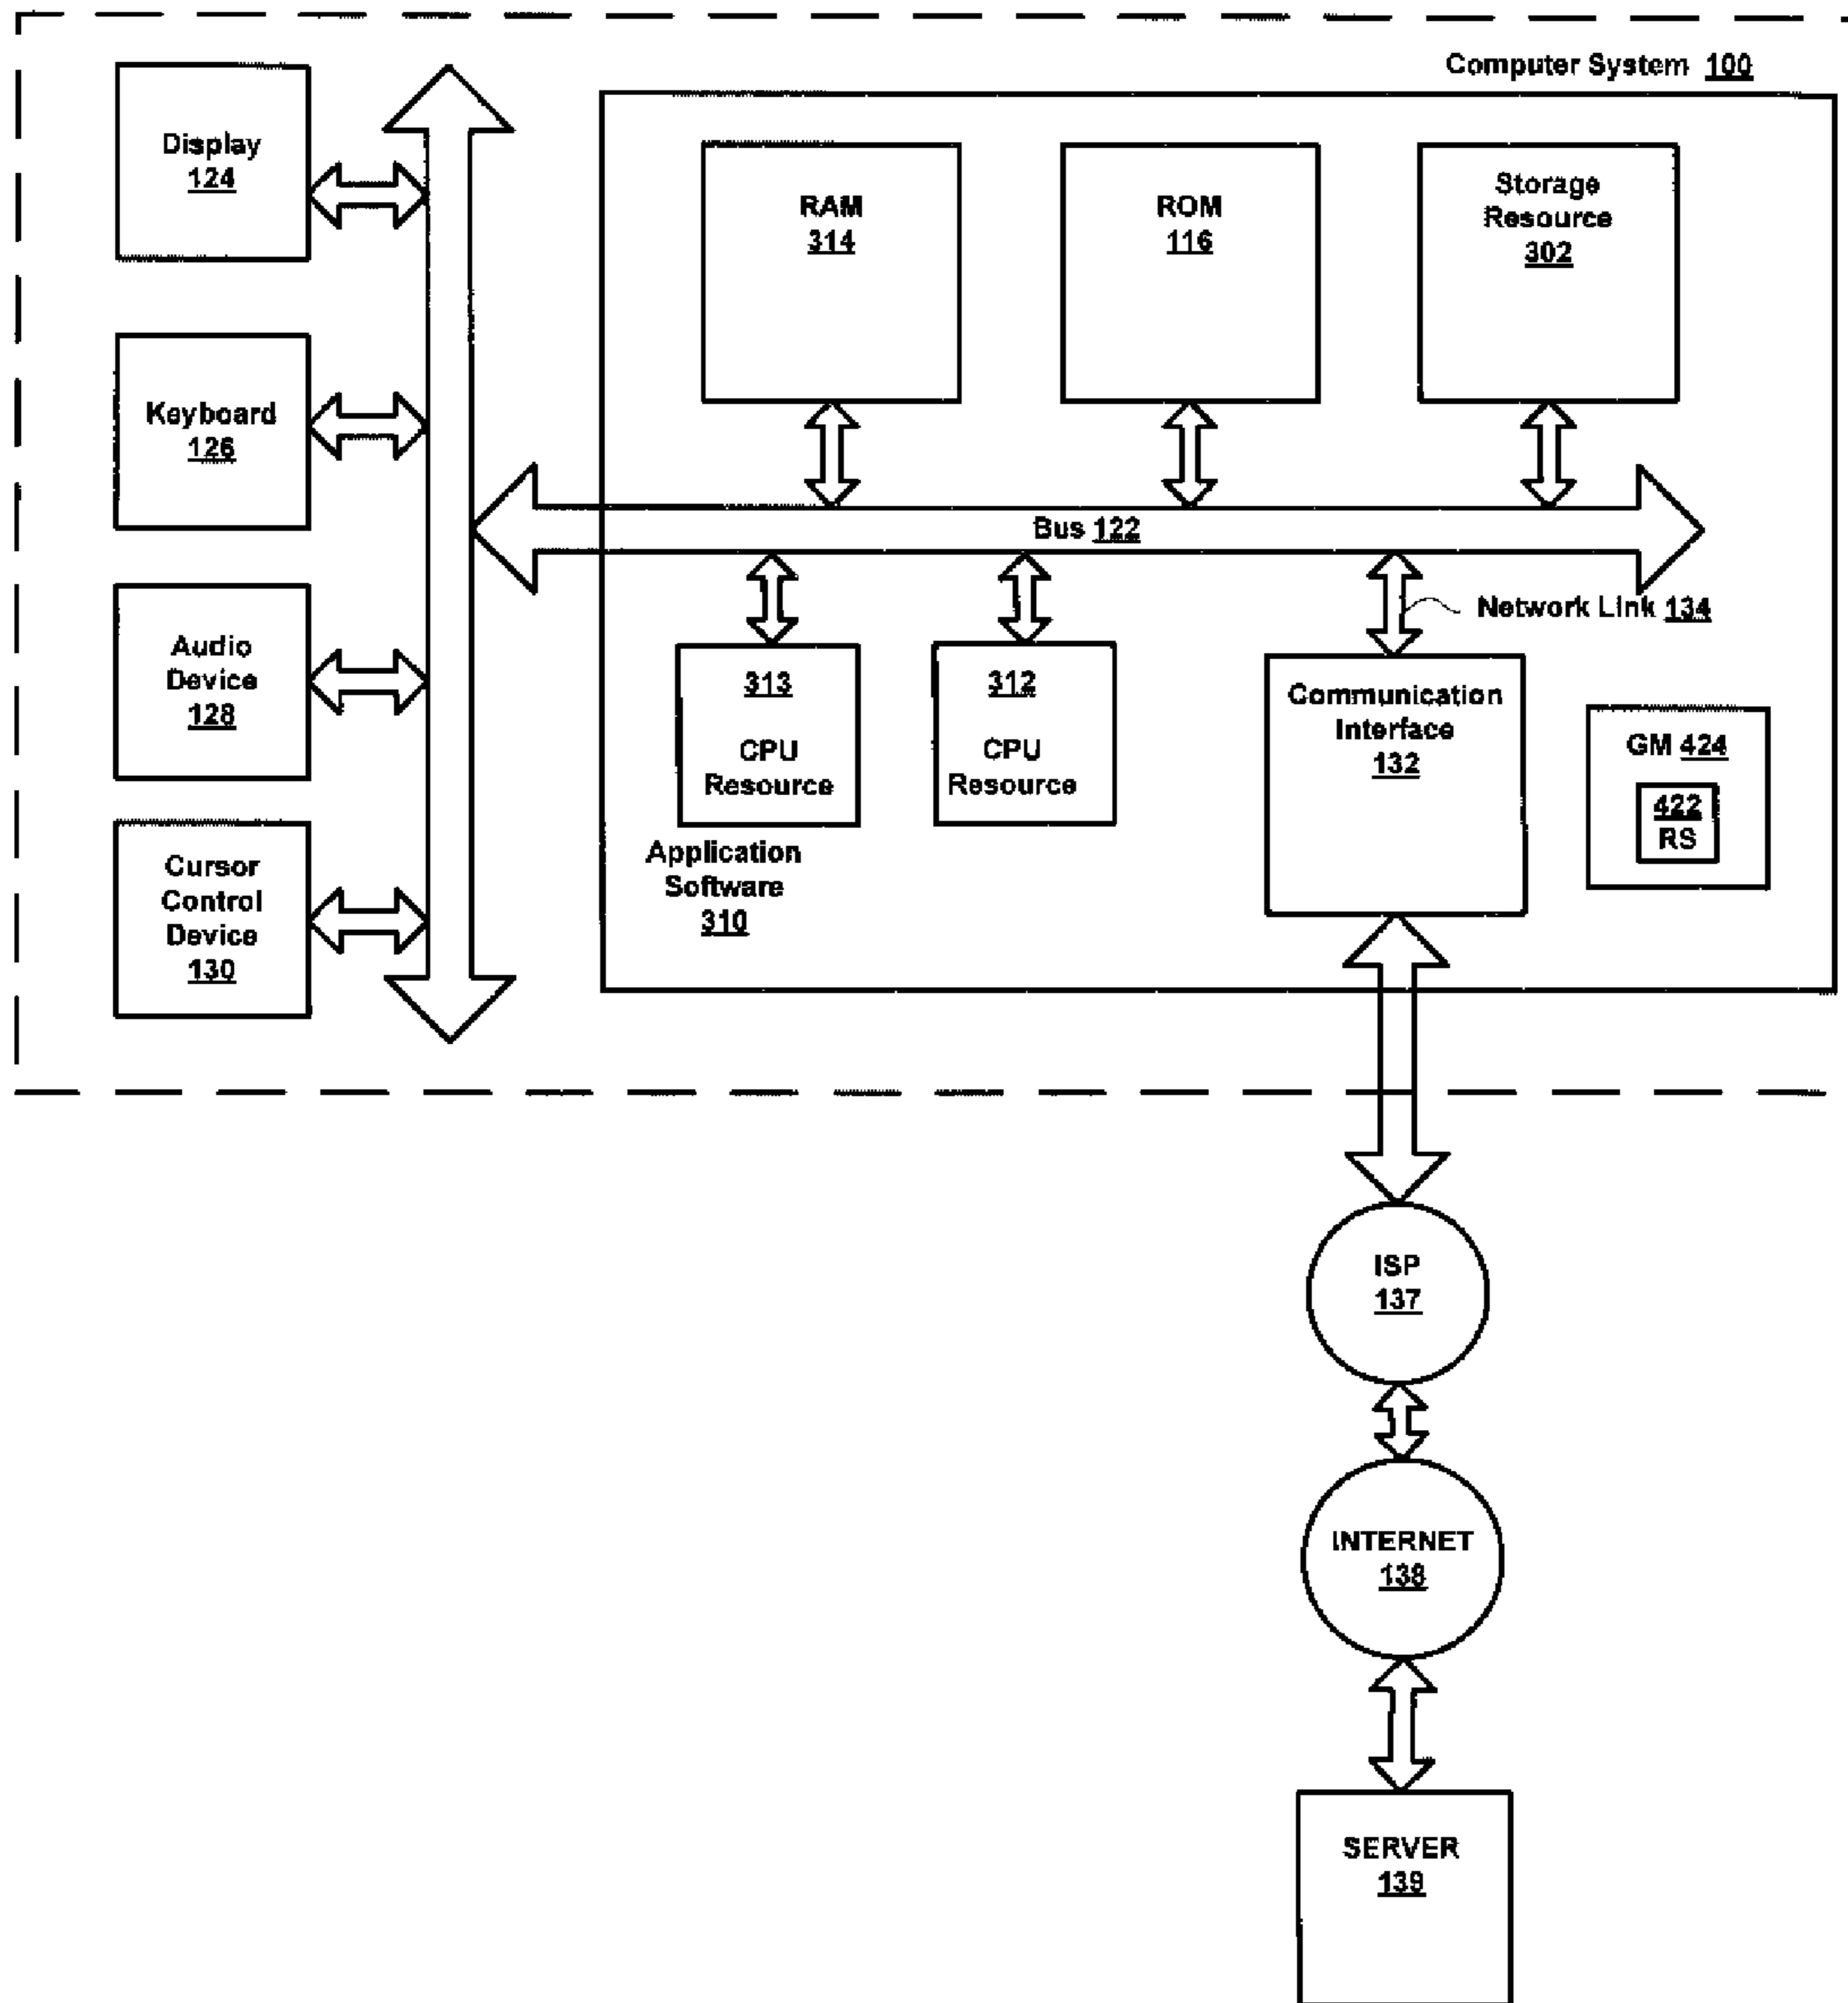 Computer System 100
Display
124
Keyboard
126
Audio
Device
128
Cursor
Control
Device
130
RAM
314
ROM
116
Storage
Resource
302
Bus 122
Network Link 134
313
CPU
Resource
312
CPU
Resource
Communication
Interface
132
GM 424
422
RS
Application
Software
310
ISP
137
INTERNET
138
SERVER
139